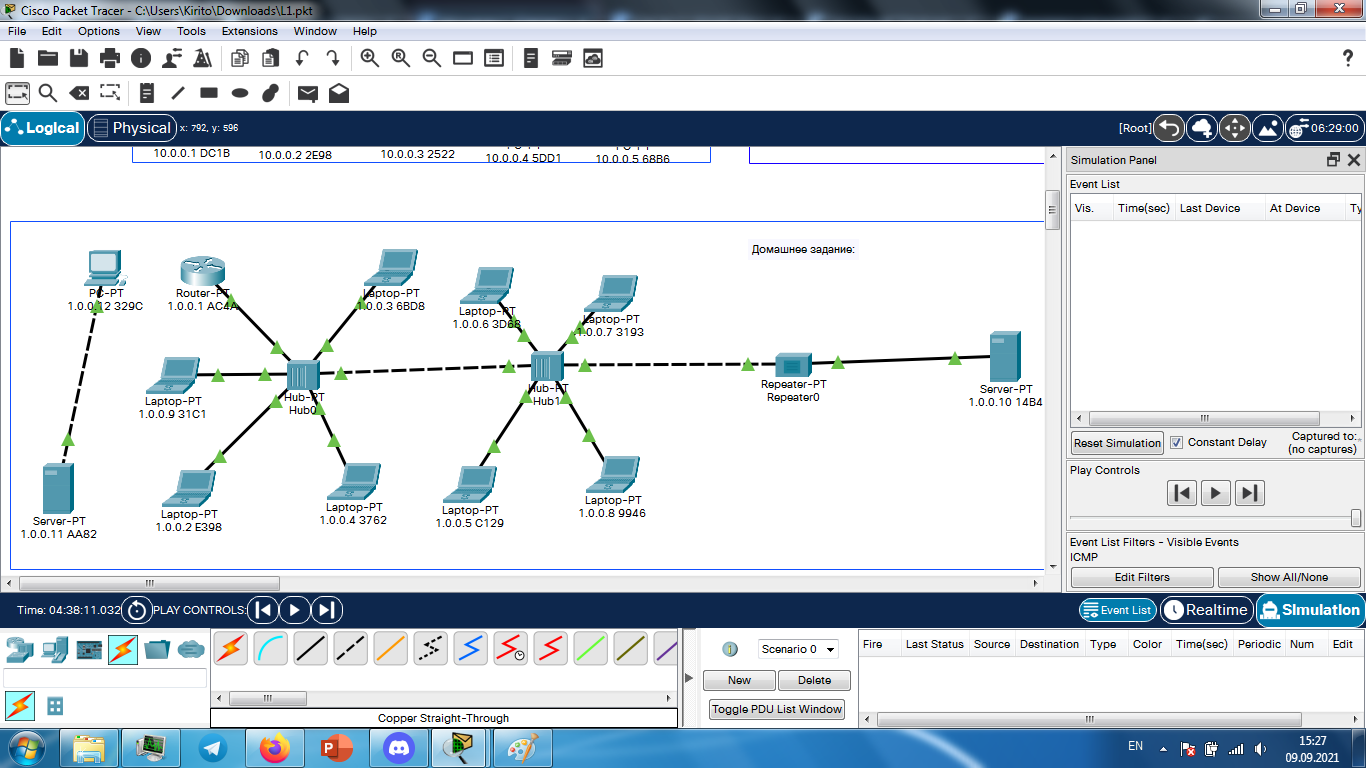 Cisco Packet Tracer - C:\Users\Kirito\Downloads\L1.pkt
File Edit Options View Tools Extensions Window Help
?
Logical Physical x: 792, y: 596 [Root] 06:29:00
10.0.0.1 DC1B 10.0.0.2 2E98 10.0.0.3 2522 10.0.0.4 5DD1 10.0.0.5 68B6
Домашнее задание:
PC-PT
1.0.0.12 329C
Router-PT
1.0.0.1 AC4A
Laptop-PT
1.0.0.3 6BD8
Laptop-PT
1.0.0.6 3D68
Laptop-PT
1.0.0.7 3193
Laptop-PT
1.0.0.9 31C1
Hub-PT
Hub0
Hub-PT
Hub1
Repeater-PT
Repeater0
Server-PT
1.0.0.10 14B4
Server-PT
1.0.0.11 AA82
Laptop-PT
1.0.0.2 E398
Laptop-PT
1.0.0.4 3762
Laptop-PT
1.0.0.5 C129
Laptop-PT
1.0.0.8 9946
Simulation Panel
Event List
Vis. Time(sec) Last Device At Device Ty
Reset Simulation Constant Delay Captured to:
(no captures)
Play Controls
Event List Filters - Visible Events
ICMP
Edit Filters Show All/None
Time: 04:38:11.032 PLAY CONTROLS: Event List Realtime Simulation
Scenario 0
New Delete
Toggle PDU List Window
Fire Last Status Source Destination Type Color Time(sec) Periodic Num Edit
Copper Straight-Through
EN 15:27
09.09.2021